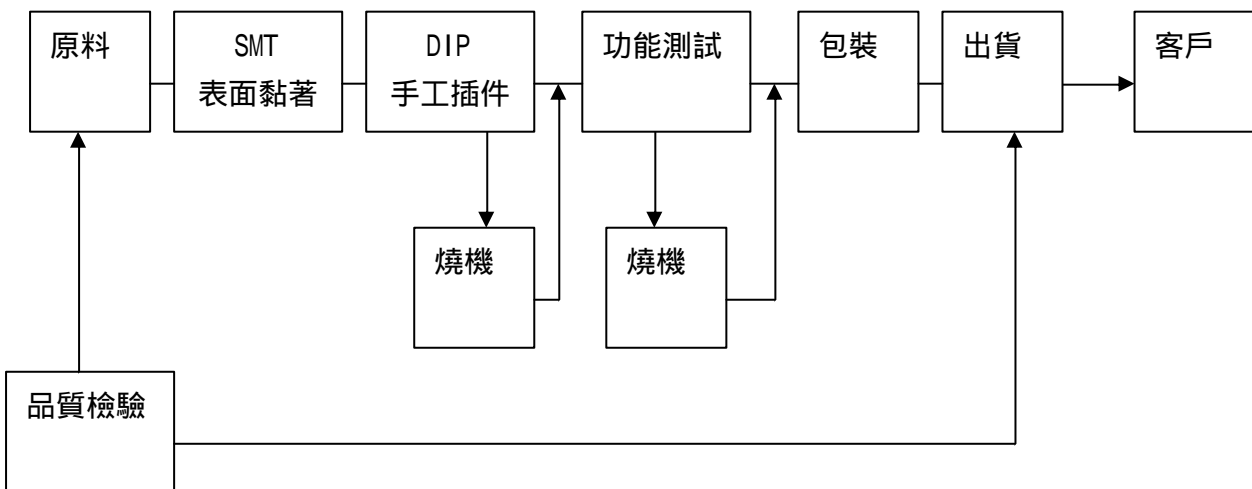 原料
SMT
表面黏著
DIP
手工插件
功能測試
包裝
出貨
客戶
燒機
燒機
品質檢驗